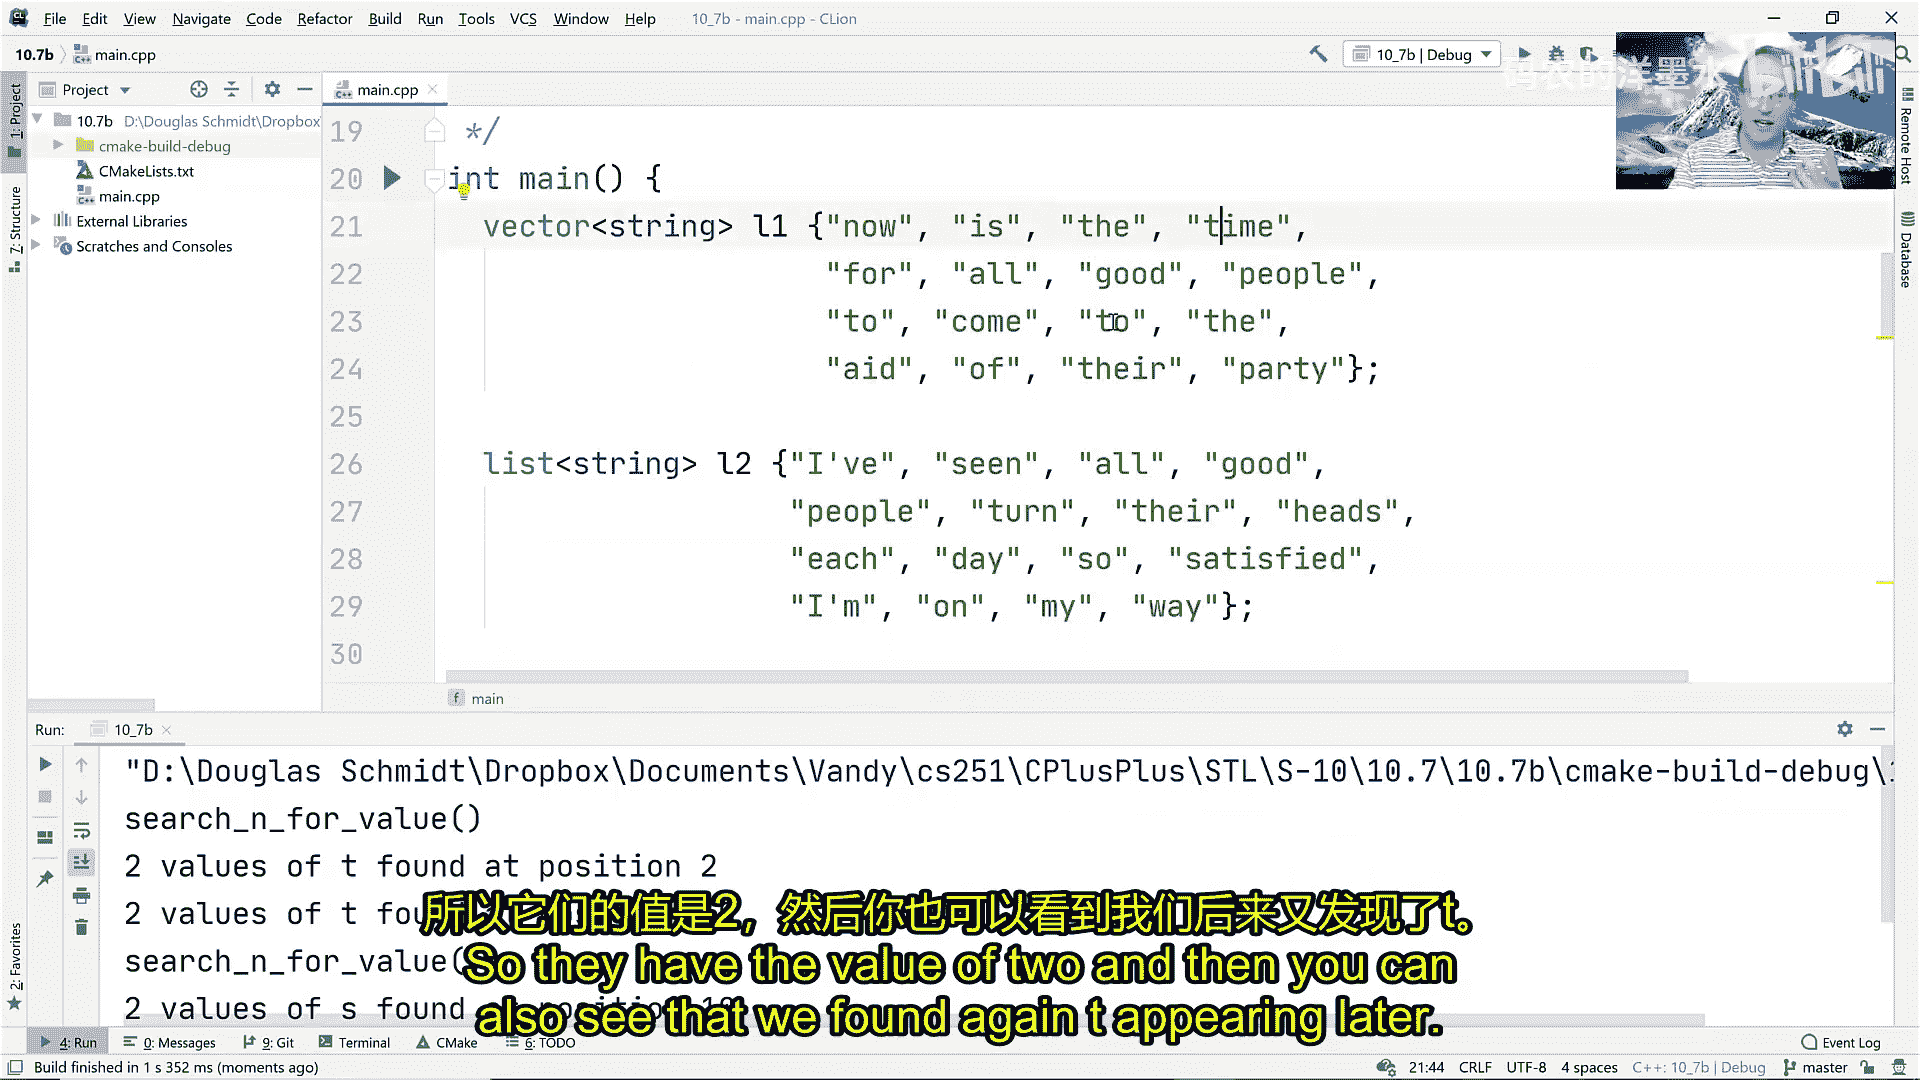 File Edit View Navigate Code Refactor Build Run Tools VCS Window Help 10_7b - main.cpp - CLion
10.7b main.cpp 10_7b | Debug
码农的洋墨水 bilibili
Project main.cpp
1: Project
7: Structure
2: Favorites
Remote Host
Database
10.7b D:\Douglas Schmidt\Dropbox
cmake-build-debug
CMakeLists.txt
main.cpp
External Libraries
Scratches and Consoles
19 */
20 int main() {
21 vector<string> l1 {"now", "is", "the", "time",
22 "for", "all", "good", "people",
23 "to", "come", "to", "the",
24 "aid", "of", "their", "party"};
25
26 list<string> l2 {"I've", "seen", "all", "good",
27 "people", "turn", "their", "heads",
28 "each", "day", "so", "satisfied",
29 "I'm", "on", "my", "way"};
30
main
Run: 10_7b
"D:\Douglas Schmidt\Dropbox\Documents\Vandy\cs251\CPlusPlus\STL\S-10\10.7\10.7b\cmake-build-debug\
search_n_for_value()
2 values of t found at position 2
2 values of t
search_n_for_value(
2 values of s found
所以它们的值是2，然后你也可以看到我们后来又发现了t。
So they have the value of two and then you can
also see that we found again t appearing later.
4: Run 0: Messages 9: Git Terminal CMake 6: TODO Event Log
Build finished in 1 s 352 ms (moments ago) 21:44 CRLF UTF-8 4 spaces C++: 10_7b | Debug master